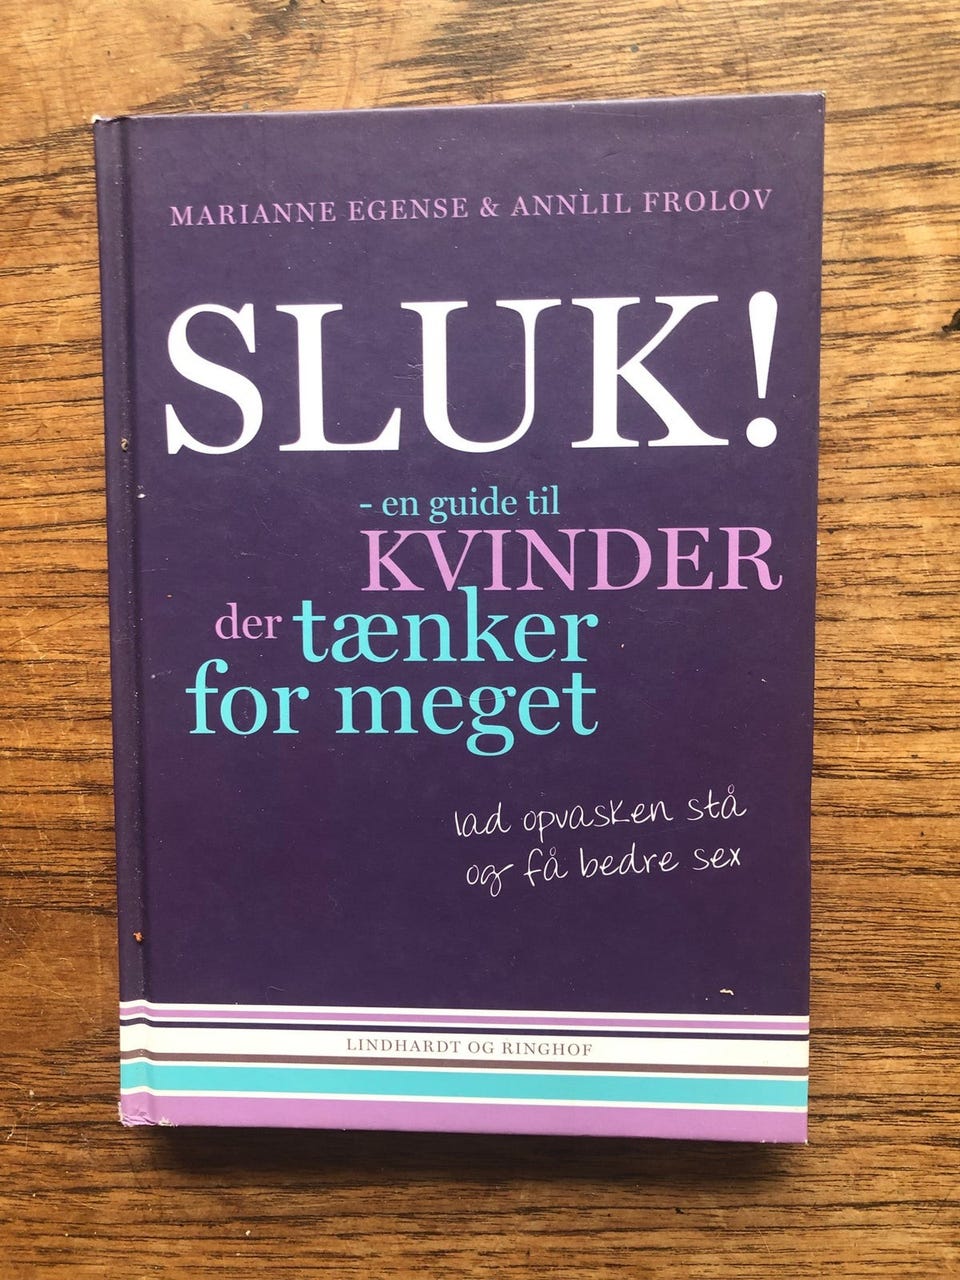 MARIANNE EGENSE & ANNLIL FROLOV
SLUK!
- en guide til
KVINDER
der tænker
for meget
lad opvasken stå
og få bedre sex
LINDHARDT OG RINGHOF